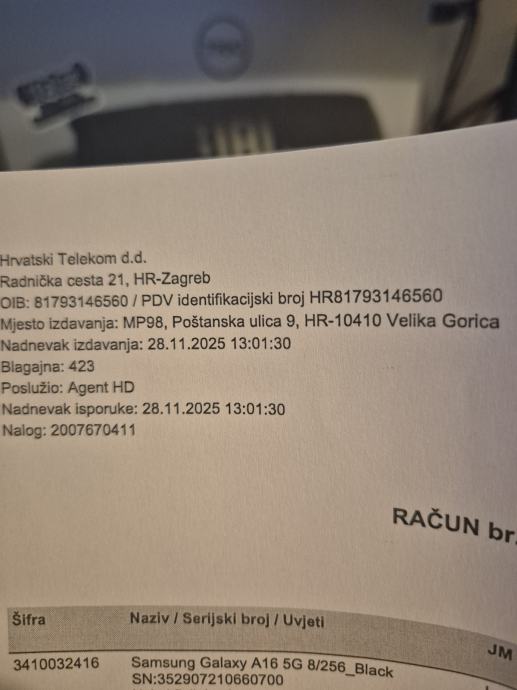 Hrvatski Telekom d.d.
Radnička cesta 21, HR-Zagreb
OIB: 81793146560 / PDV identifikacijski broj HR81793146560
Mjesto izdavanja: MP98, Poštanska ulica 9, HR-10410 Velika Gorica
Nadnevak izdavanja: 28.11.2025 13:01:30
Blagajna: 423
Poslužio: Agent HD
Nadnevak isporuke: 28.11.2025 13:01:30
Nalog: 2007670411
RAČUN br.
Šifra Naziv / Serijski broj / Uvjeti JM
3410032416 Samsung Galaxy A16 5G 8/256_Black
SN:352907210660700